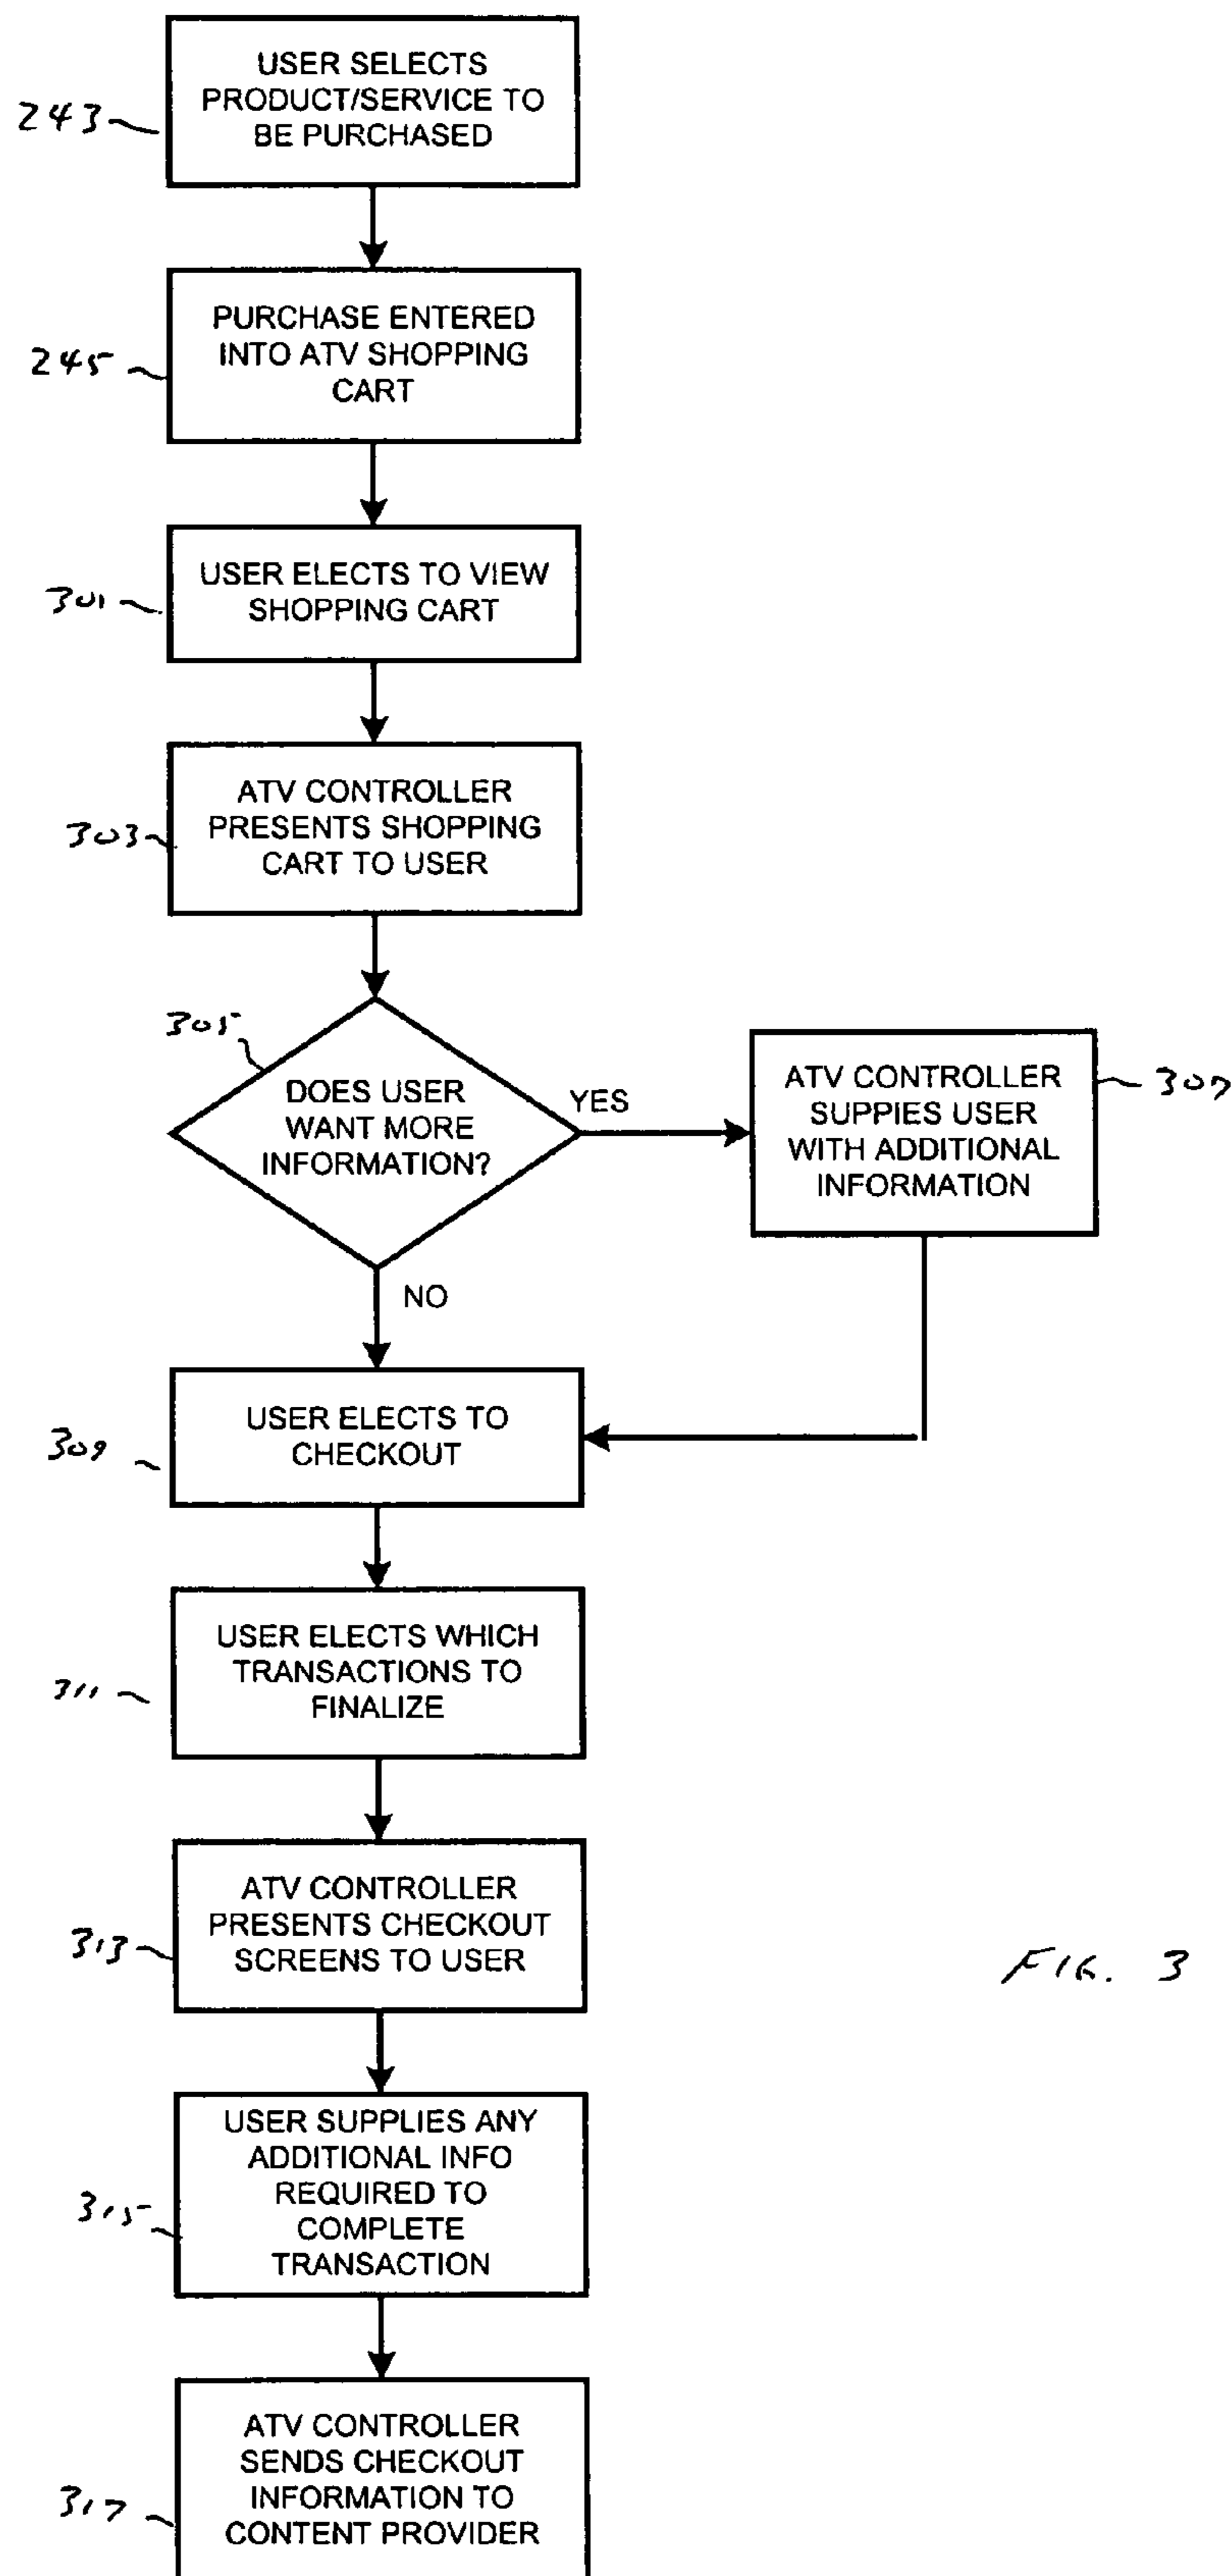 243
USER SELECTS
PRODUCT/SERVICE TO
BE PURCHASED
245
PURCHASE ENTERED
INTO ATV SHOPPING
CART
301
USER ELECTS TO VIEW
SHOPPING CART
303
ATV CONTROLLER
PRESENTS SHOPPING
CART TO USER
305
DOES USER
WANT MORE
INFORMATION?
YES
ATV CONTROLLER
SUPPIES USER
WITH ADDITIONAL
INFORMATION
307
NO
309
USER ELECTS TO
CHECKOUT
311
USER ELECTS WHICH
TRANSACTIONS TO
FINALIZE
313
ATV CONTROLLER
PRESENTS CHECKOUT
SCREENS TO USER
FIG. 3
315
USER SUPPLIES ANY
ADDITIONAL INFO
REQUIRED TO
COMPLETE
TRANSACTION
317
ATV CONTROLLER
SENDS CHECKOUT
INFORMATION TO
CONTENT PROVIDER